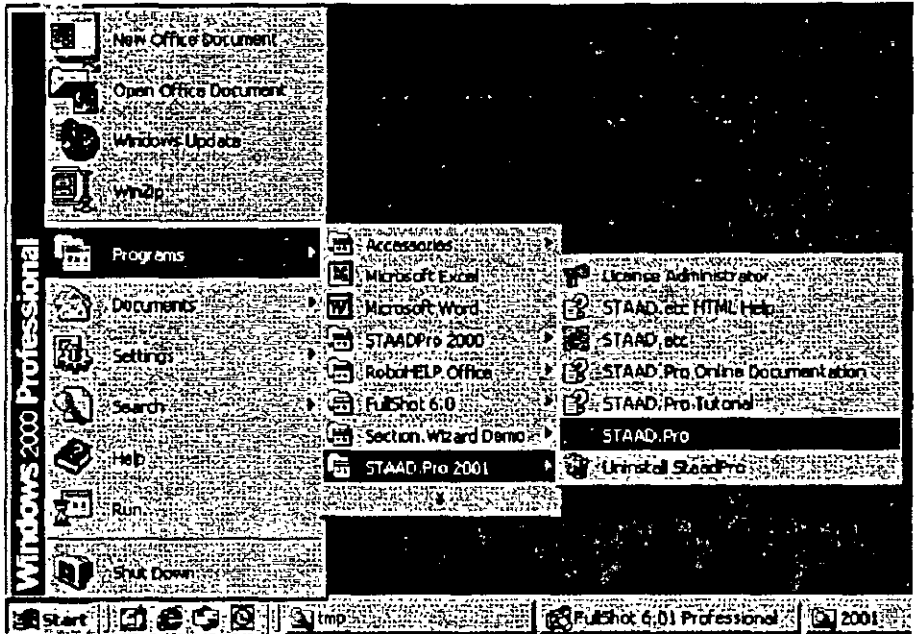 New Office Document
Open Office Document
Windows Update
WinZip
Programs
Documents
Settings
Search
Help
Run...
Shut Down...
Windows 2000 Professional
Accessories
Microsoft Excel
Microsoft Word
STAADPro 2000
RoboHELP Office
FullShot 6.0
Section Wizard Demo
STAAD.Pro 2001
License Administrator
STAAD.etc HTML Help
STAAD.etc
STAAD.Pro Online Documentation
STAAD.Pro Tutorial
STAAD.Pro
Uninstall StaadPro
Start
tmp
FullShot 6.01 Professional
2001